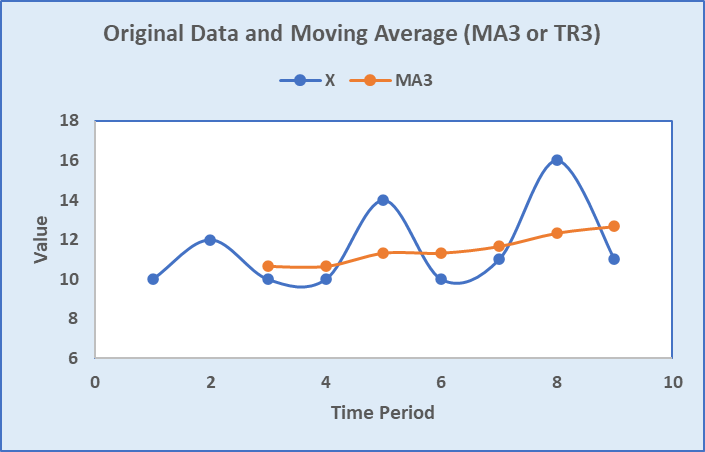 Original Data and Moving Average (MA3 or TR3)
X MA3
18
16
14
12
10
8
6
Value
0 2 4 6 8 10
Time Period